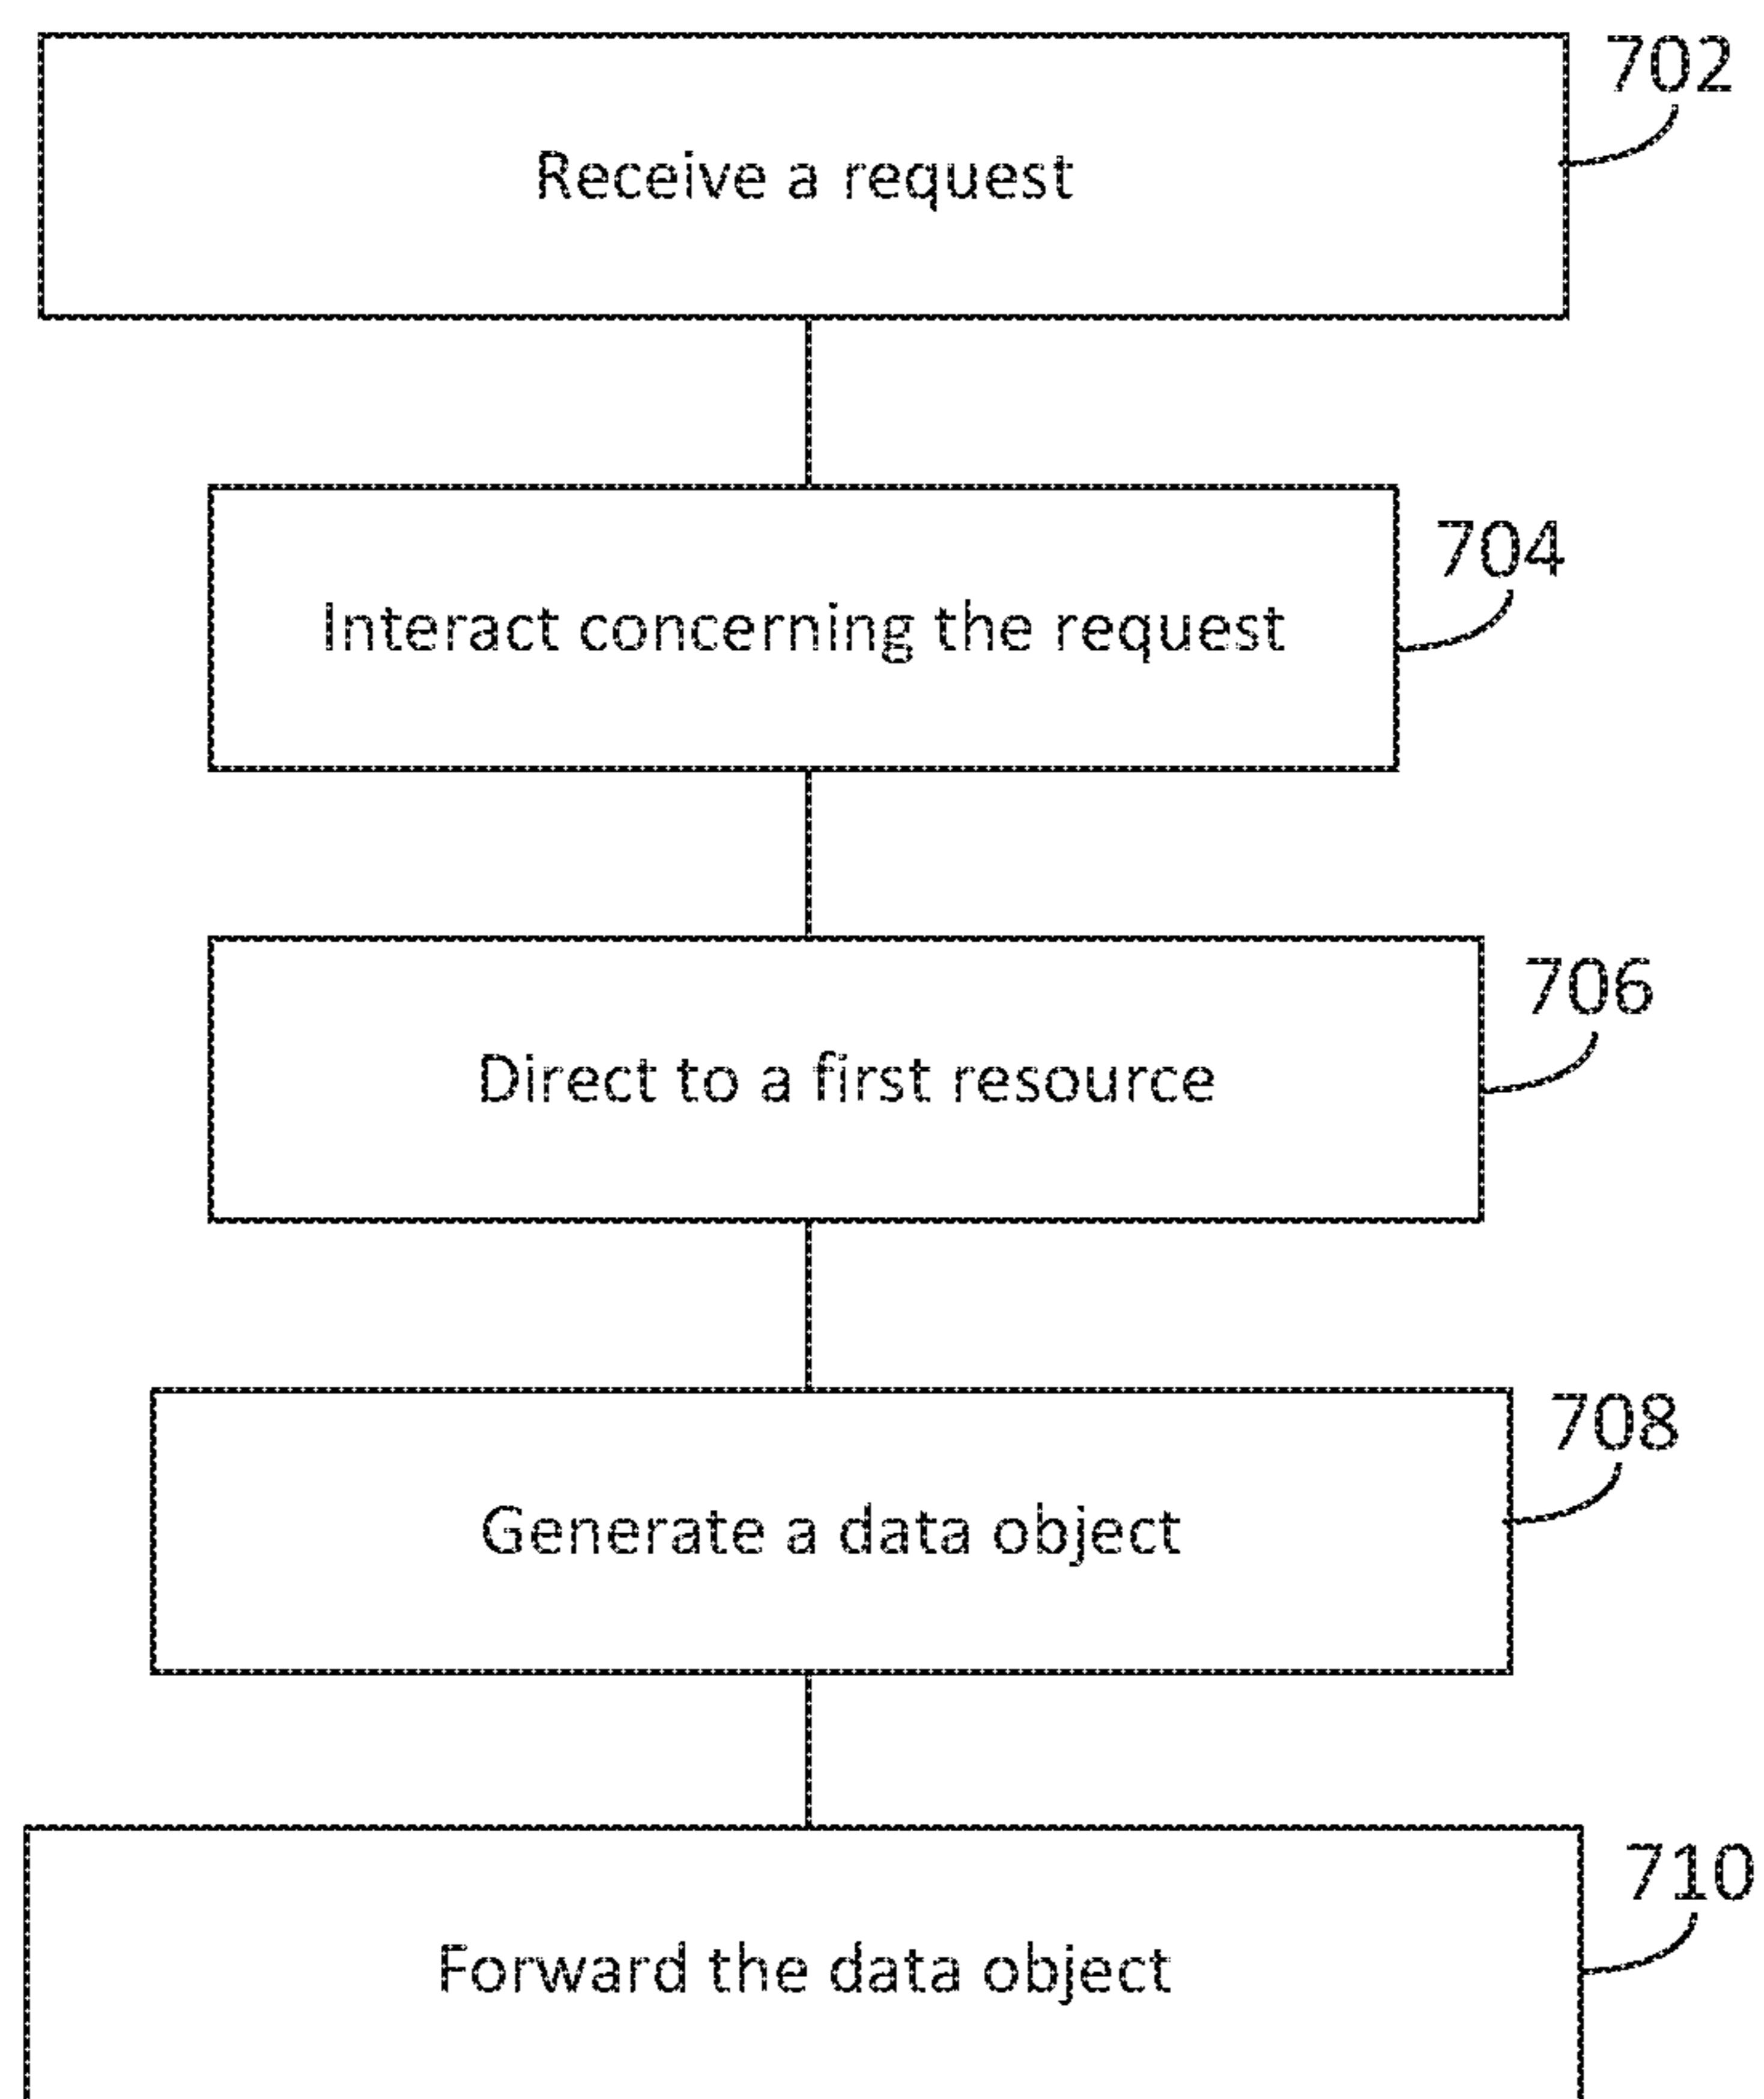 702
Receive a request
704
Interact concerning the request
706
Direct to a first resource
708
Generate a data object
710
Forward the data object